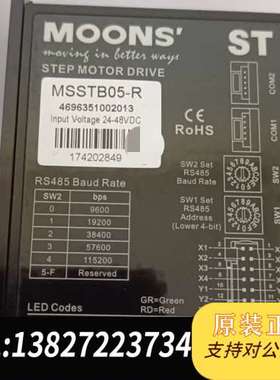 MOONS'
moving in better ways
STEP MOTOR DRIVE
ST
MSSTB05-R
4696351002013
Input Voltage 24-48VDC
174202849
CE
RoHS
COM2
COM1
RS485 Baud Rate
SW2 bps
0 9600
1 19200
2 38400
3 57600
4 115200
5-F Reserved
SW2 Set
RS485
Baud Rate
SW2
SW1 Set
RS485
Address
(Lower 4-bit)
SW1
X1
X2
X3
X4
Y1
Y2
LED Codes
GR=Green
RD=Red
原装正
支持对公
:13827223734